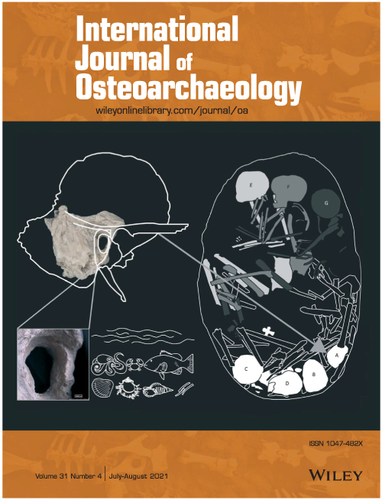 International
Journal of
Osteoarchaeology
wileyonlinelibrary.com/journal/oa
E
F
G
A
B
C
D
ISSN 1047-482X
Volume 31 Number 4 | July-August 2021
WILEY